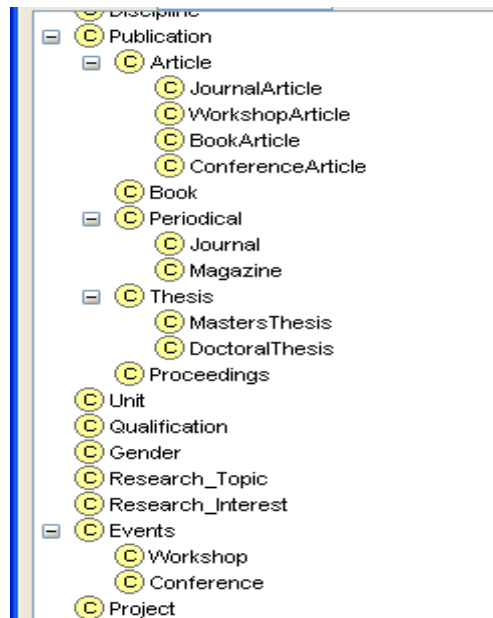 Discipline
C Publication
C Article
C JournalArticle
C WorkshopArticle
C BookArticle
C ConferenceArticle
C Book
C Periodical
C Journal
C Magazine
C Thesis
C MastersThesis
C DoctoralThesis
C Proceedings
C Unit
C Qualification
C Gender
C Research_Topic
C Research_Interest
C Events
C Workshop
C Conference
C Project